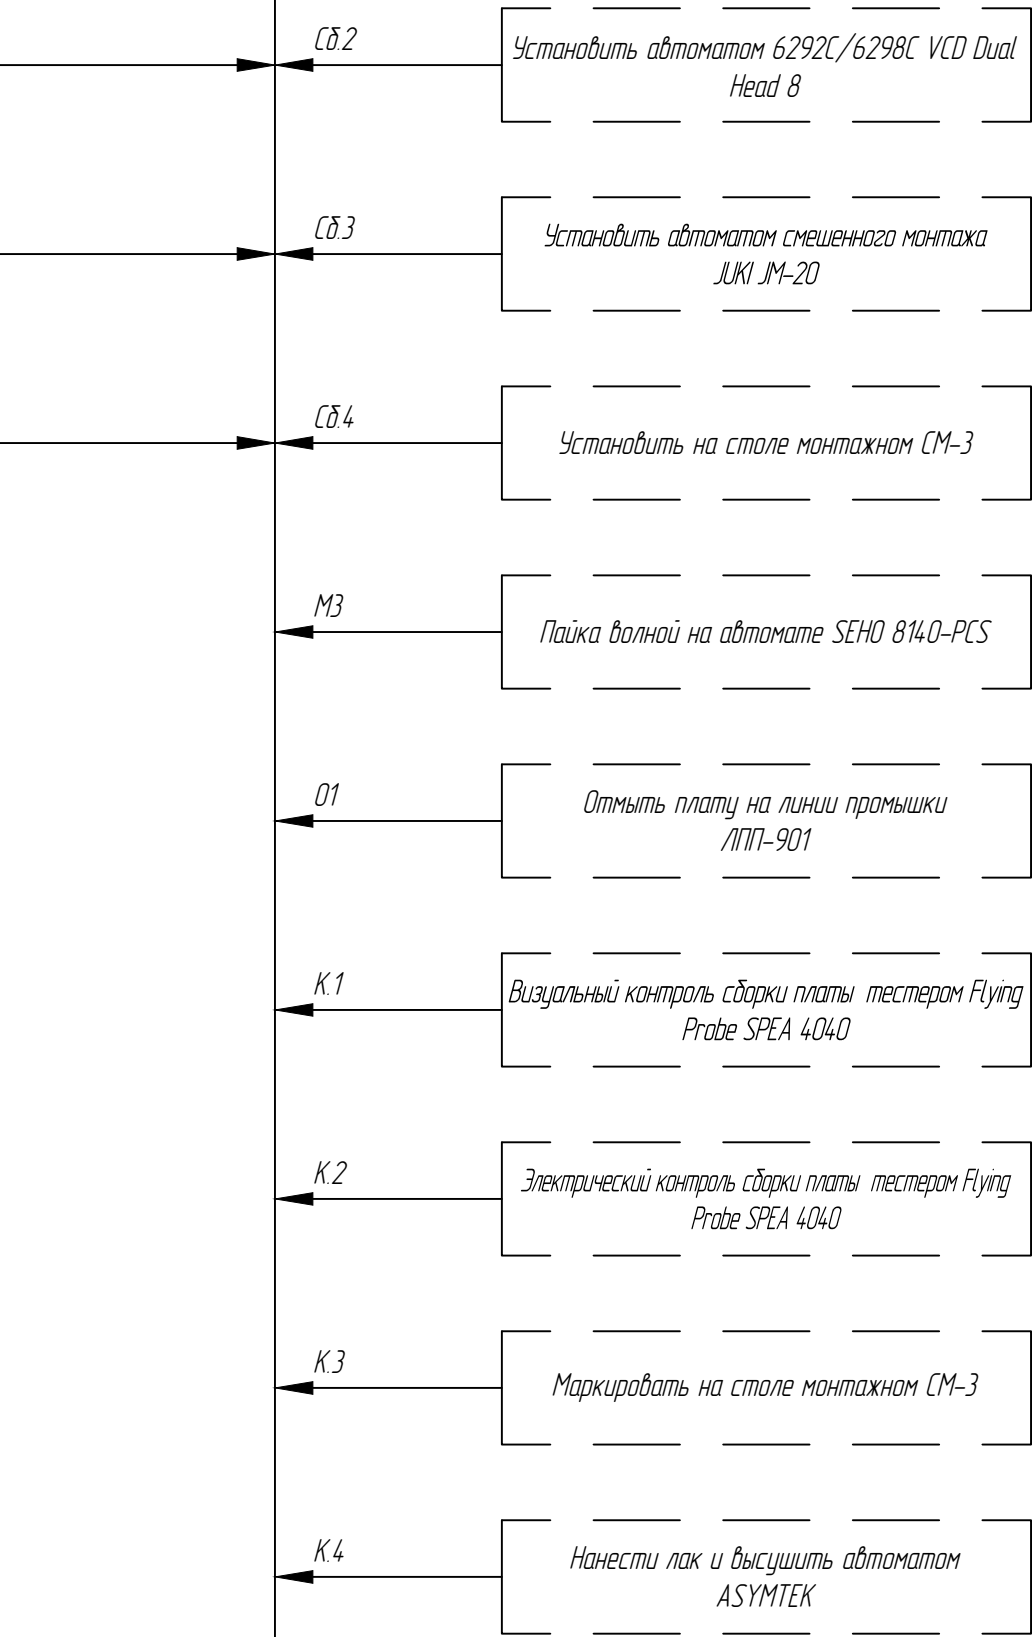 Сб.2
Установить автоматом 6292С/6298С VCD Dual
Head 8
Сб.3
Установить автоматом смешенного монтажа
JUKI JM-20
Сб.4
Установить на столе монтажном СМ-3
М3
Пайка волной на автомате SEHO 8140-PCS
О1
Отмыть плату на линии промышки
ЛПП-901
К.1
Визуальный контроль сборки платы тестером Flying
Probe SPEA 4040
К.2
Электрический контроль сборки платы тестером Flying
Probe SPEA 4040
К.3
Маркировать на столе монтажном СМ-3
К.4
Нанести лак и высушить автоматом
ASYMTEK